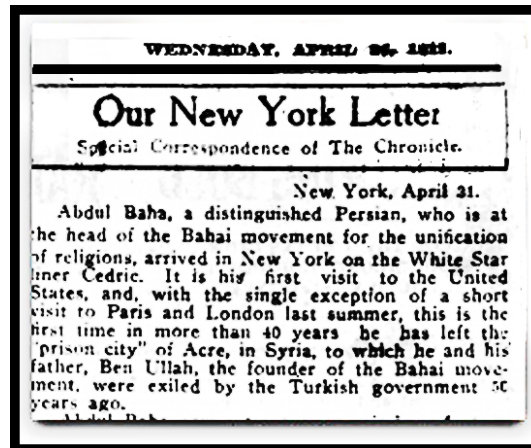 WEDNESDAY, APRIL
Our New York Letter
Special Correspondence of The Chronicle.
New York, April 21.
Abdul Baha, a distinguished Persian, who is at
the head of the Bahai movement for the unification
of religions, arrived in New York on the White Star
liner Cedric. It is his first visit to the United
States, and, with the single exception of a short
visit to Paris and London last summer, this is the
first time in more than 40 years he has left the
"prison city" of Acre, in Syria, to which he and his
father, Ben Ullah, the founder of the Bahai move-
ment, were exiled by the Turkish government 50
years ago.
Abdul Baha